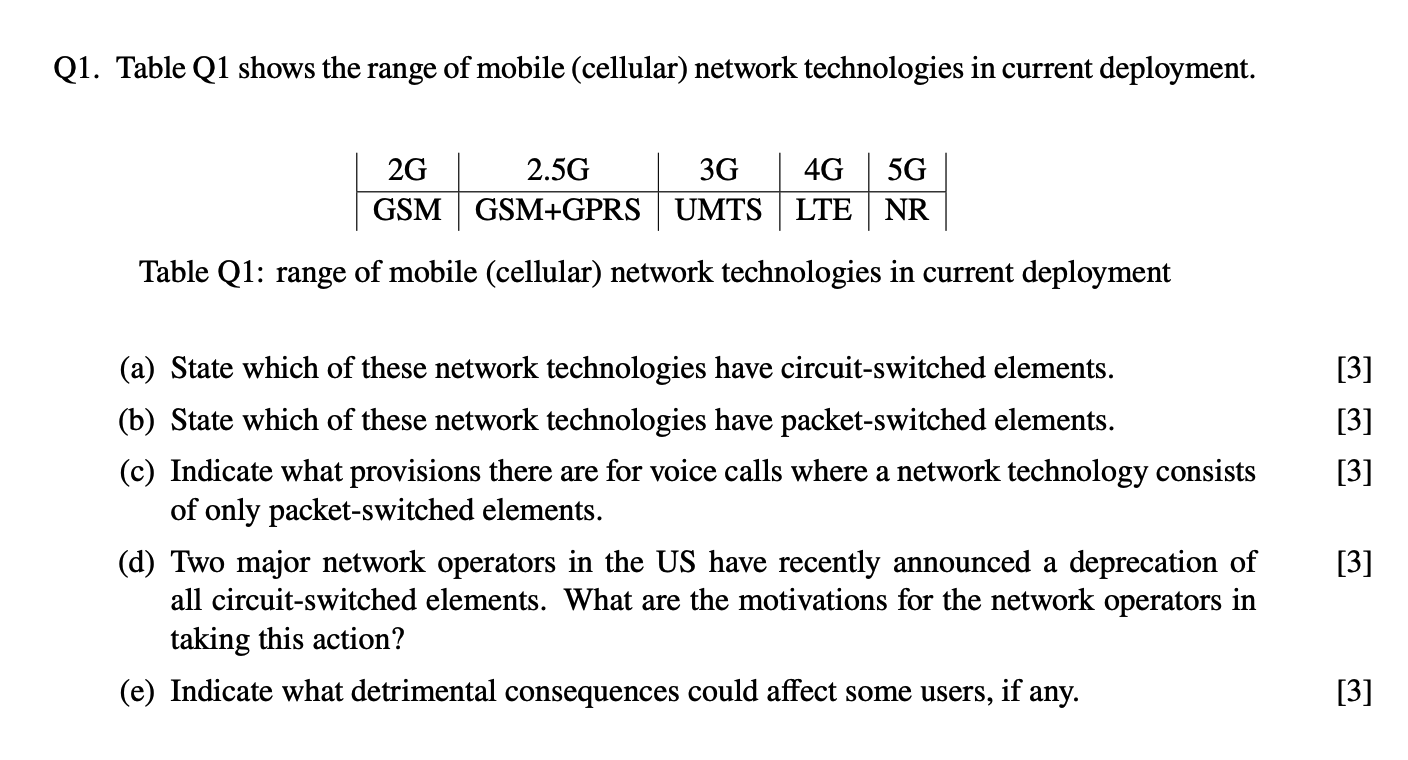 Q1. Table Q1 shows the range of mobile (cellular) network technologies in current deployment.
2G 2.5G 3G 4G 5G
GSM GSM+GPRS UMTS LTE NR
Table Q1: range of mobile (cellular) network technologies in current deployment
(a) State which of these network technologies have circuit-switched elements. [3]
(b) State which of these network technologies have packet-switched elements. [3]
(c) Indicate what provisions there are for voice calls where a network technology consists [3]
of only packet-switched elements.
(d) Two major network operators in the US have recently announced a deprecation of [3]
all circuit-switched elements. What are the motivations for the network operators in
taking this action?
(e) Indicate what detrimental consequences could affect some users, if any. [3]